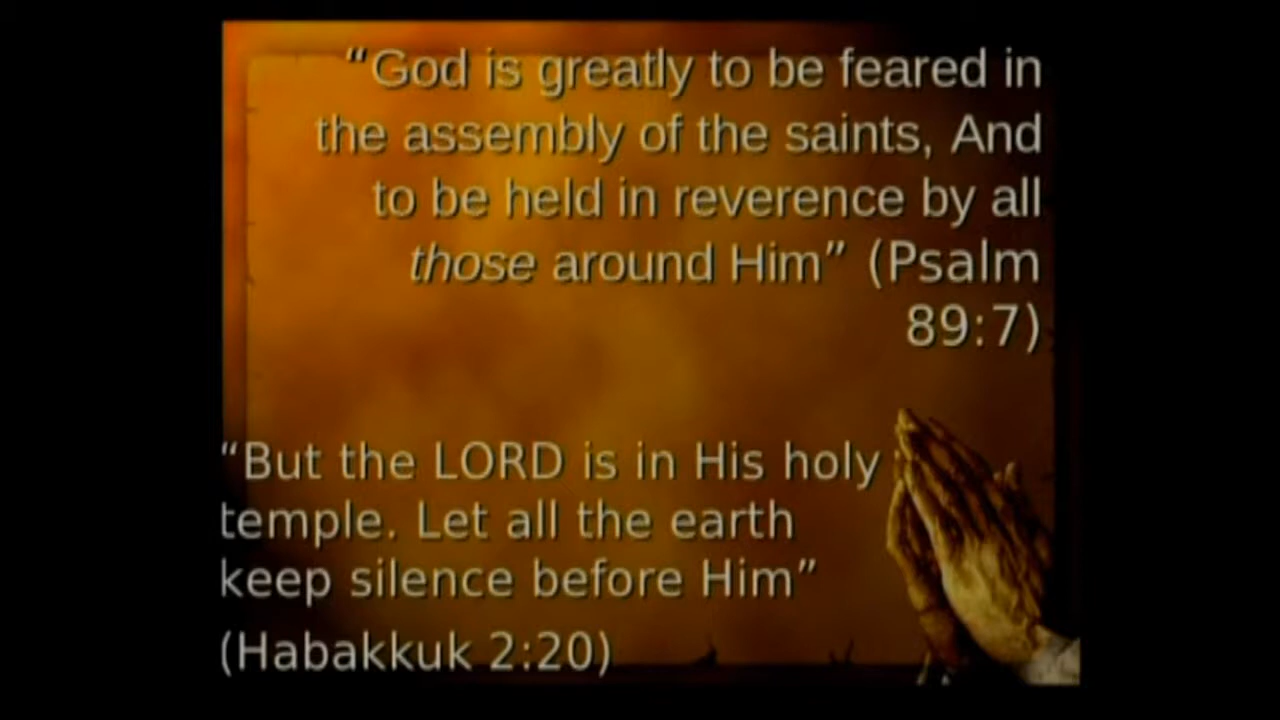 “God is greatly to be feared in
the assembly of the saints, And
to be held in reverence by all
those around Him” (Psalm
89:7)
“But the LORD is in His holy
temple. Let all the earth
keep silence before Him”
(Habakkuk 2:20)